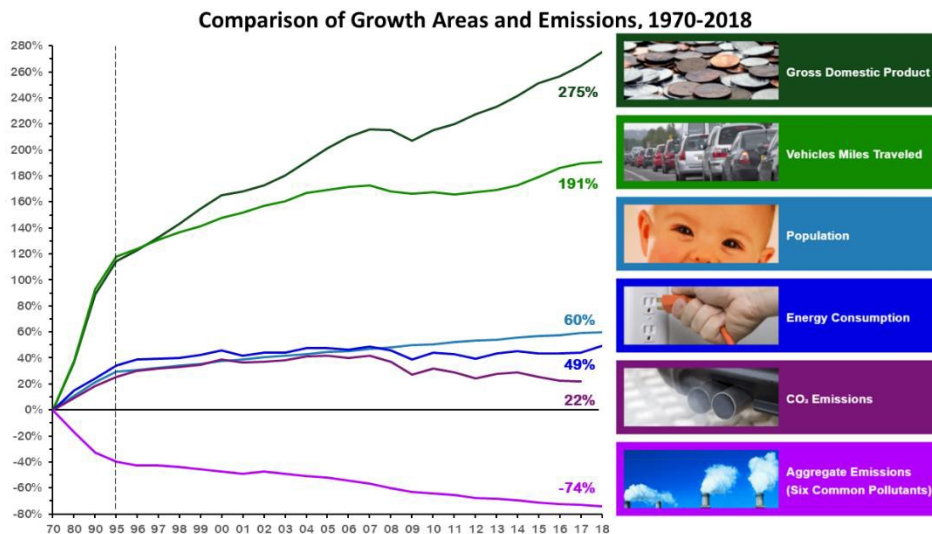 Comparison of Growth Areas and Emissions, 1970-2018
280%
260%
240%
220%
200%
180%
160%
140%
120%
100%
80%
60%
40%
20%
0%
-20%
-40%
-60%
-80%
275%
191%
60%
49%
22%
-74%
70 80 90 95 96 97 98 99 00 01 02 03 04 05 06 07 08 09 10 11 12 13 14 15 16 17 18
Gross Domestic Product
Vehicles Miles Traveled
Population
Energy Consumption
CO₂ Emissions
Aggregate Emissions
(Six Common Pollutants)